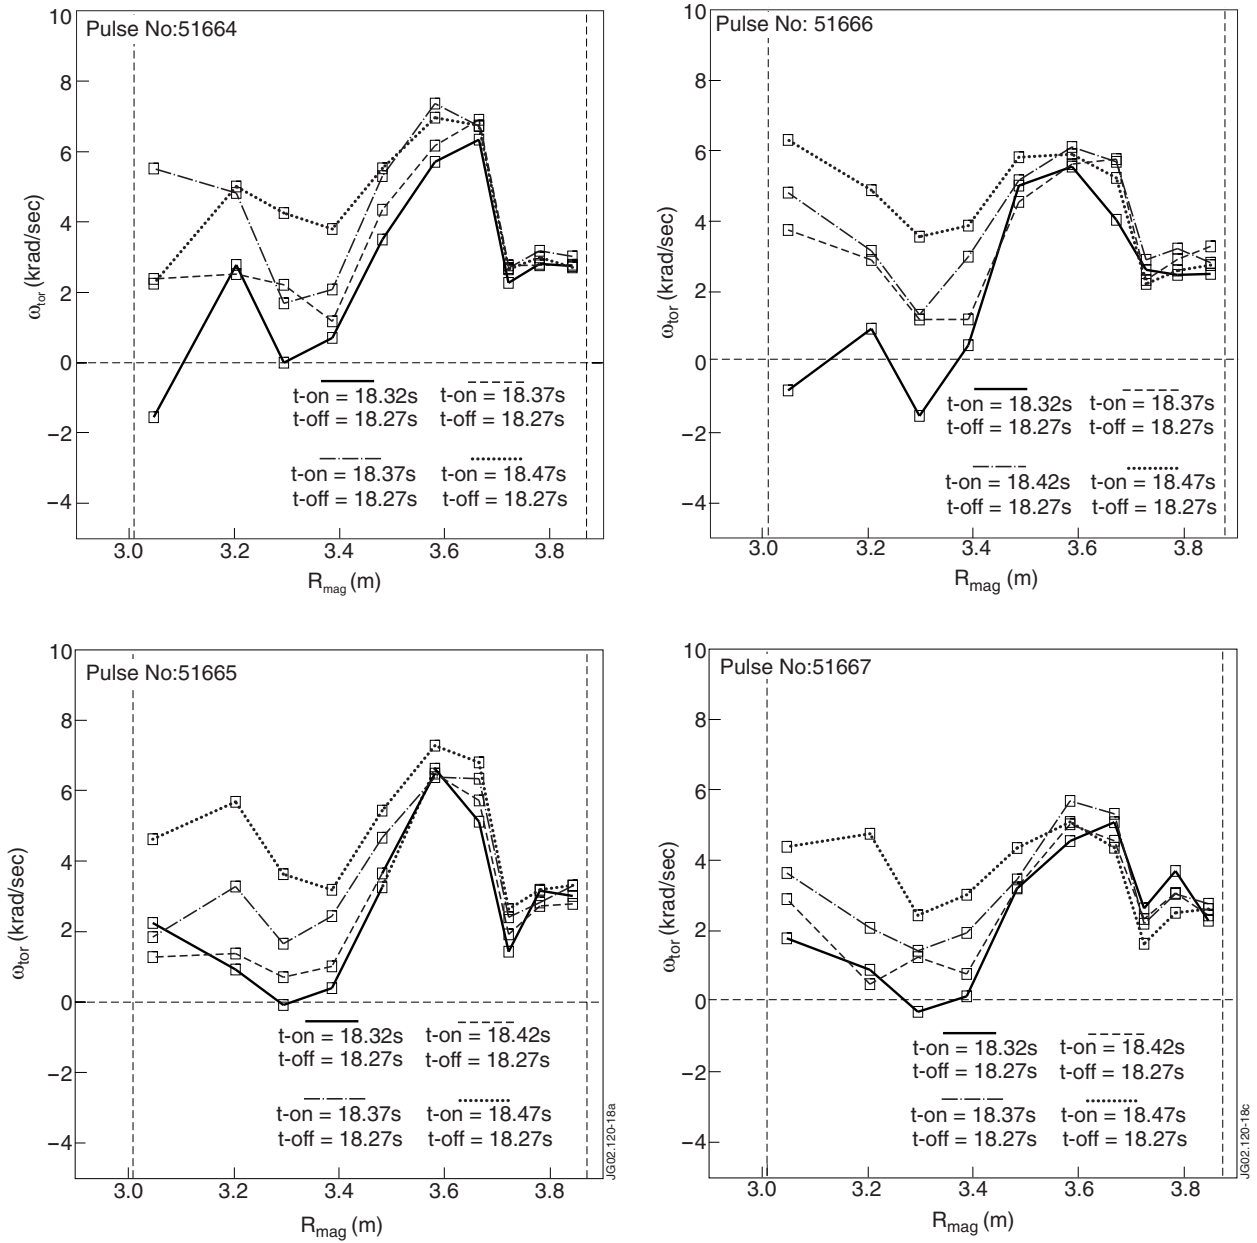 Pulse No:51664
10
8
6
4
2
0
−2
−4
ω_tor (krad/sec)
t-on = 18.32s t-on = 18.37s
t-off = 18.27s t-off = 18.27s
t-on = 18.37s t-on = 18.47s
t-off = 18.27s t-off = 18.27s
3.0 3.2 3.4 3.6 3.8
R_mag (m)
Pulse No: 51666
10
8
6
4
2
0
−2
−4
ω_tor (krad/sec)
t-on = 18.32s t-on = 18.37s
t-off = 18.27s t-off = 18.27s
t-on = 18.42s t-on = 18.47s
t-off = 18.27s t-off = 18.27s
3.0 3.2 3.4 3.6 3.8
R_mag (m)
Pulse No:51665
10
8
6
4
2
0
−2
−4
ω_tor (krad/sec)
t-on = 18.32s t-on = 18.42s
t-off = 18.27s t-off = 18.27s
t-on = 18.37s t-on = 18.47s
t-off = 18.27s t-off = 18.27s
3.0 3.2 3.4 3.6 3.8
R_mag (m)
JG02.120-18a
Pulse No:51667
10
8
6
4
2
0
−2
−4
ω_tor (krad/sec)
t-on = 18.32s t-on = 18.42s
t-off = 18.27s t-off = 18.27s
t-on = 18.37s t-on = 18.47s
t-off = 18.27s t-off = 18.27s
3.0 3.2 3.4 3.6 3.8
R_mag (m)
JG02.120-18c